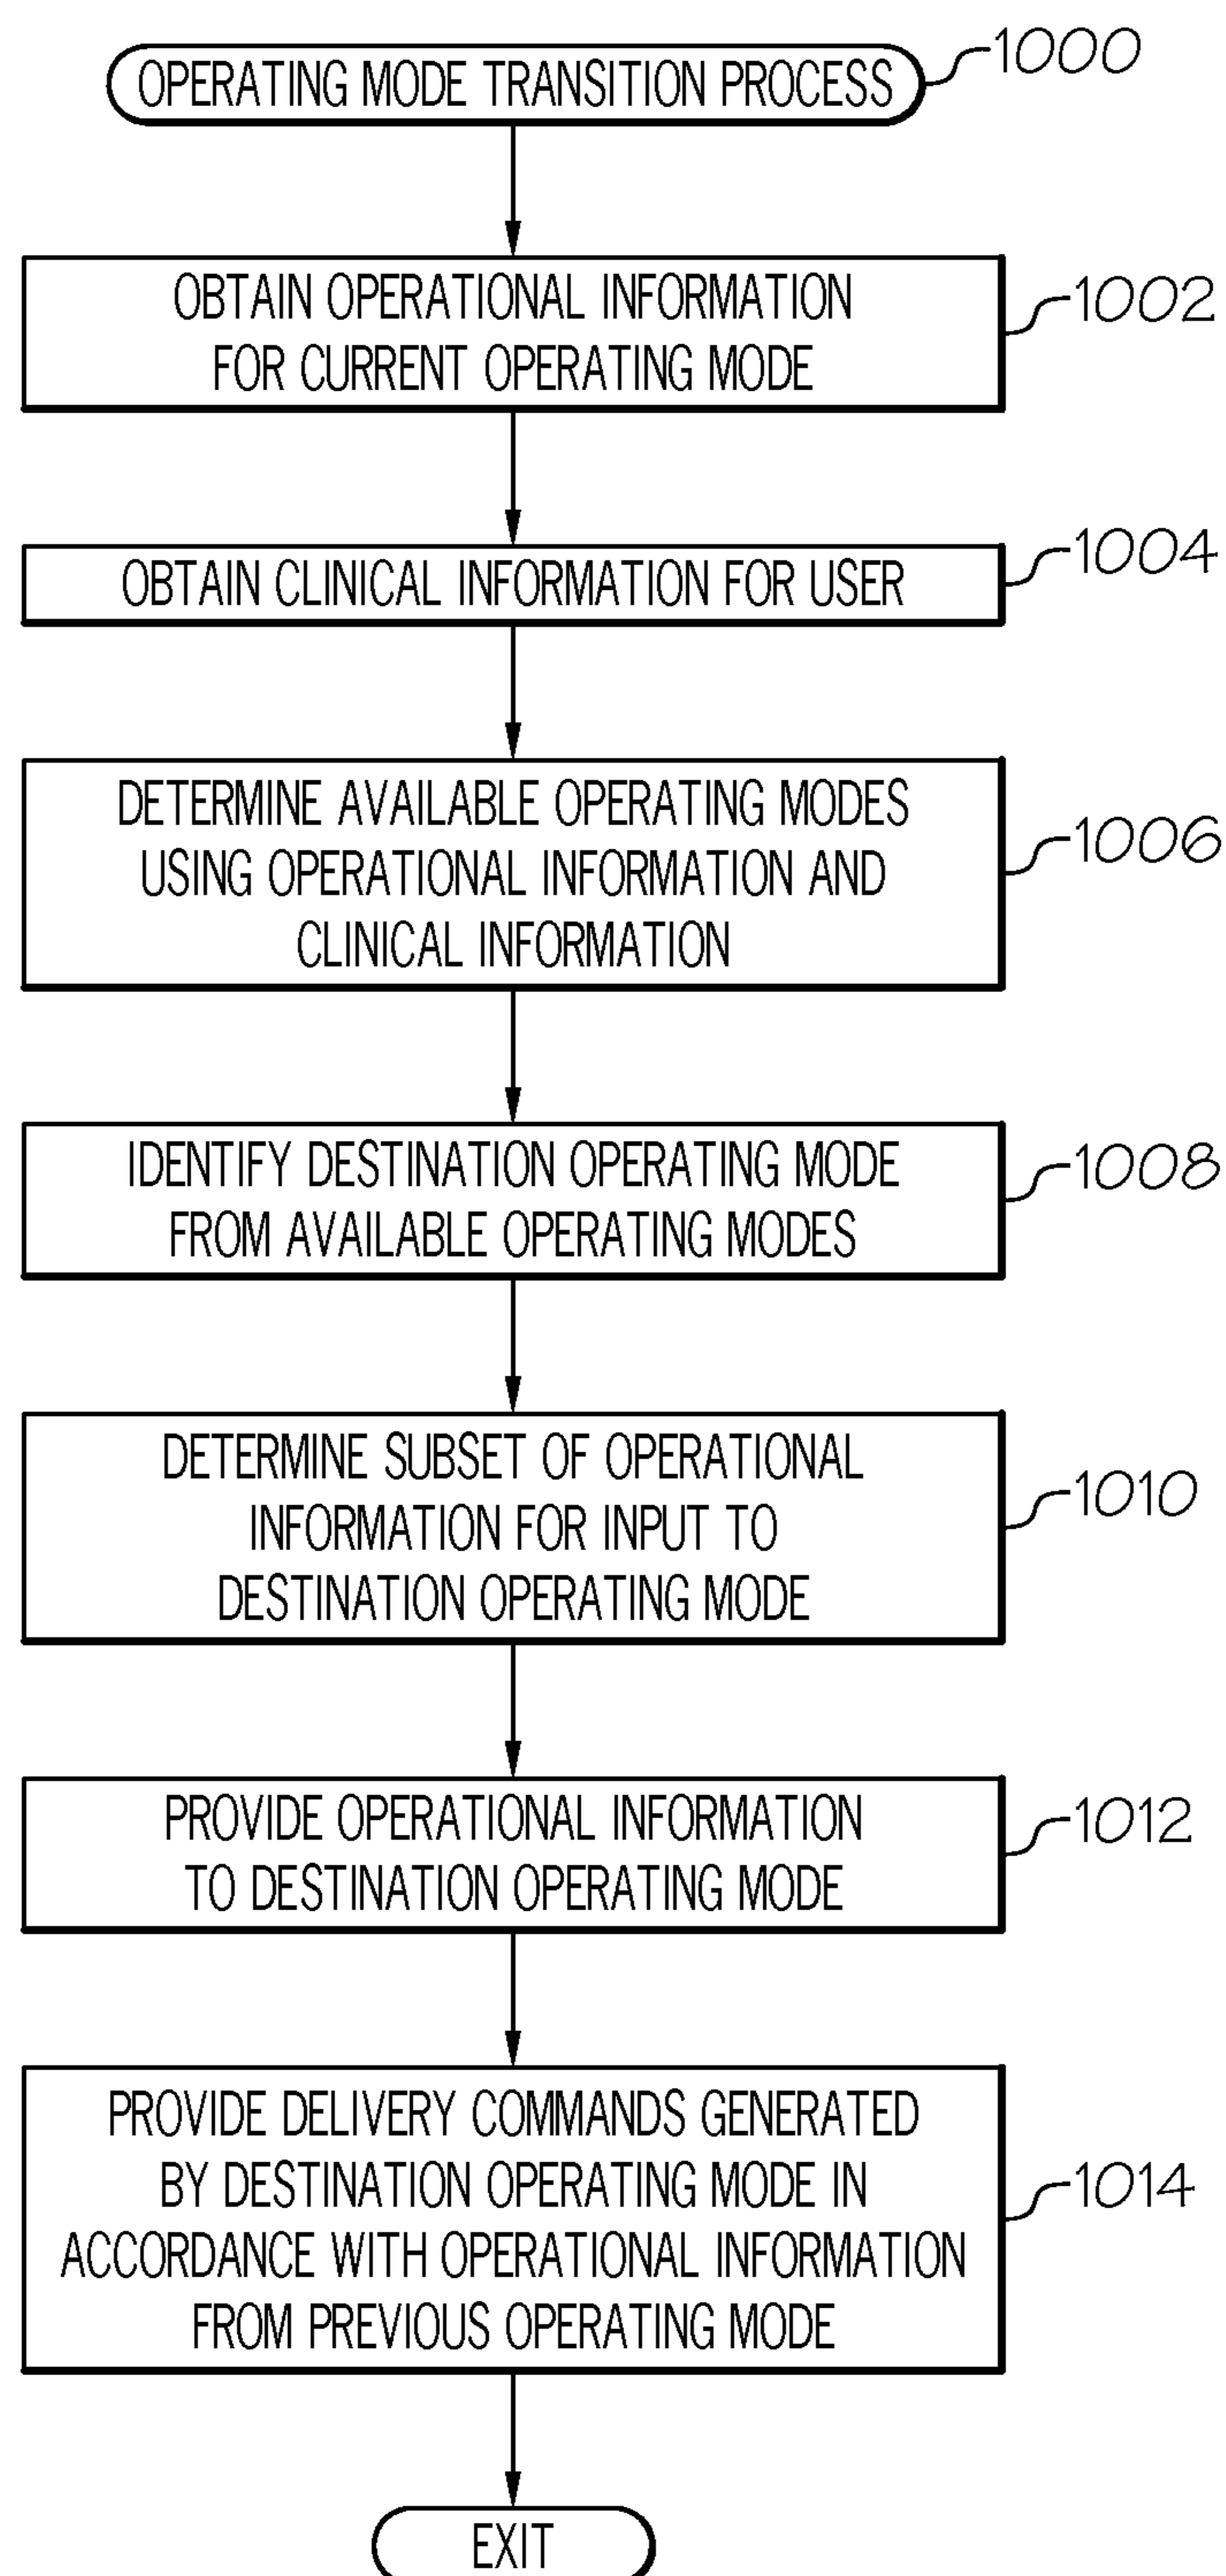 OPERATING MODE TRANSITION PROCESS
1000
OBTAIN OPERATIONAL INFORMATION
FOR CURRENT OPERATING MODE
1002
OBTAIN CLINICAL INFORMATION FOR USER
1004
DETERMINE AVAILABLE OPERATING MODES
USING OPERATIONAL INFORMATION AND
CLINICAL INFORMATION
1006
IDENTIFY DESTINATION OPERATING MODE
FROM AVAILABLE OPERATING MODES
1008
DETERMINE SUBSET OF OPERATIONAL
INFORMATION FOR INPUT TO
DESTINATION OPERATING MODE
1010
PROVIDE OPERATIONAL INFORMATION
TO DESTINATION OPERATING MODE
1012
PROVIDE DELIVERY COMMANDS GENERATED
BY DESTINATION OPERATING MODE IN
ACCORDANCE WITH OPERATIONAL INFORMATION
FROM PREVIOUS OPERATING MODE
1014
EXIT